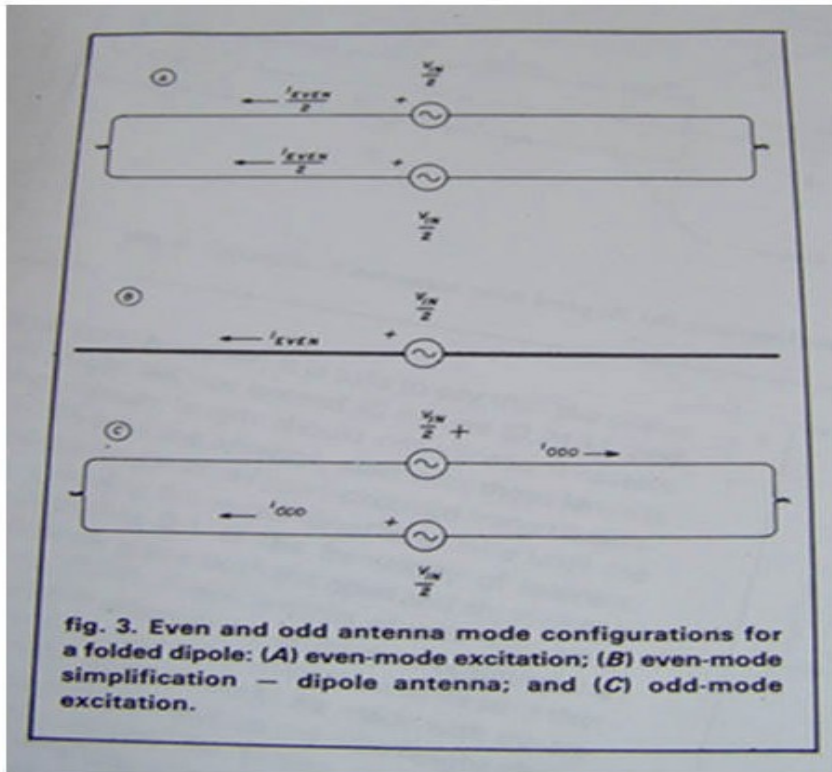 A
V_IN/2
I_EVEN/2 +
I_EVEN/2 +
V_IN/2
B
V_IN/2
I_EVEN +
C
V_IN/2 +
I_ODD
I_ODD +
V_IN/2
fig. 3. Even and odd antenna mode configurations for
a folded dipole: (A) even-mode excitation; (B) even-mode
simplification — dipole antenna; and (C) odd-mode
excitation.